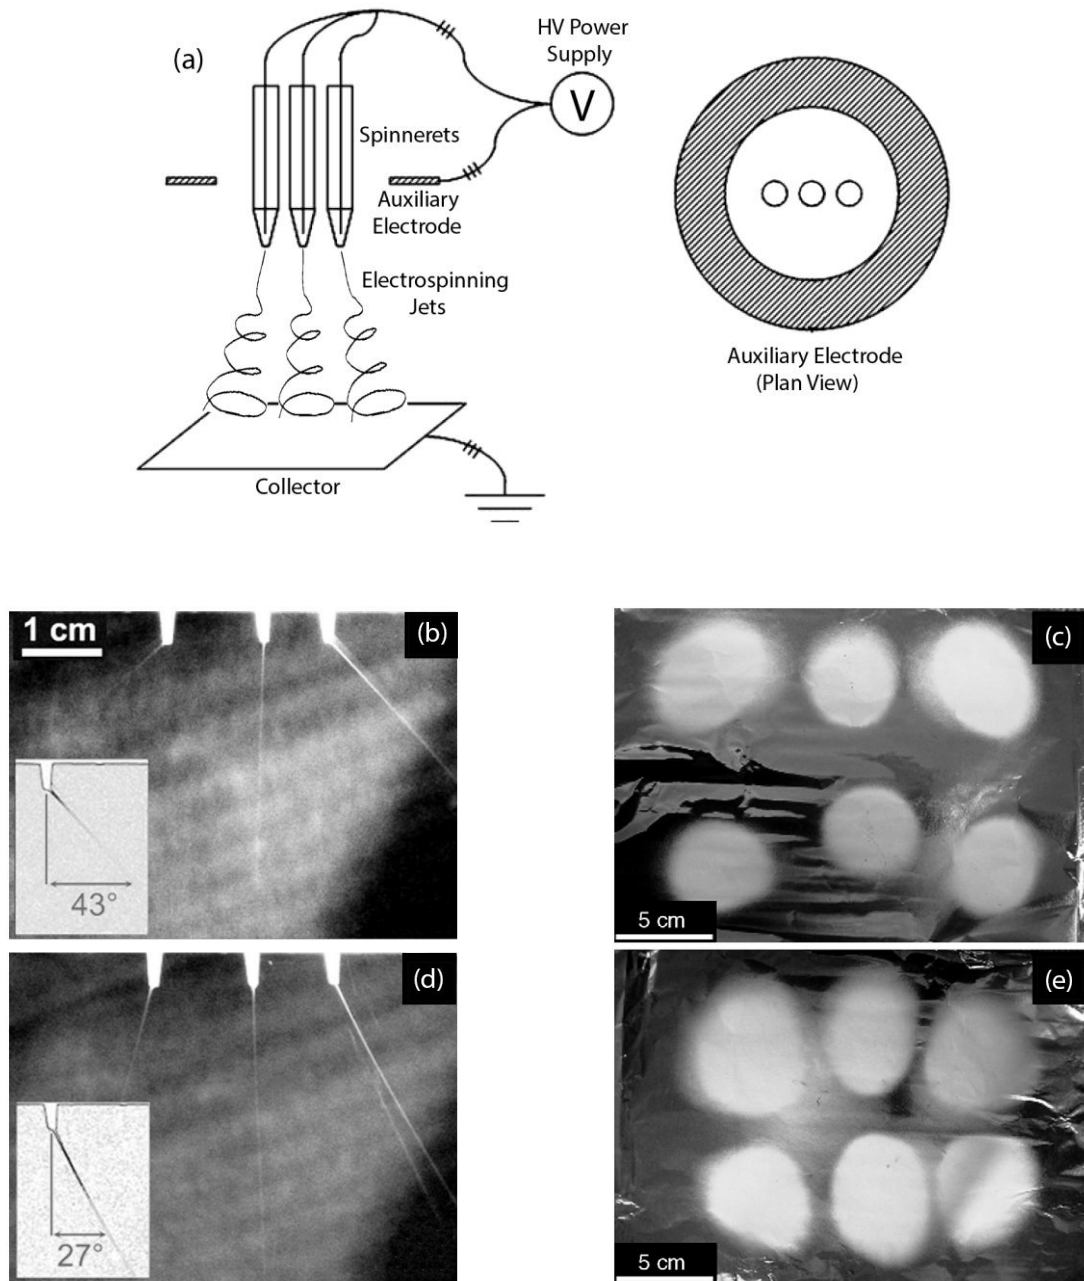 (a)
HV Power
Supply
V
Spinnerets
Auxiliary
Electrode
Electrospinning
Jets
Collector
Auxiliary Electrode
(Plan View)
1 cm
(b)
43°
(c)
5 cm
(d)
27°
(e)
5 cm